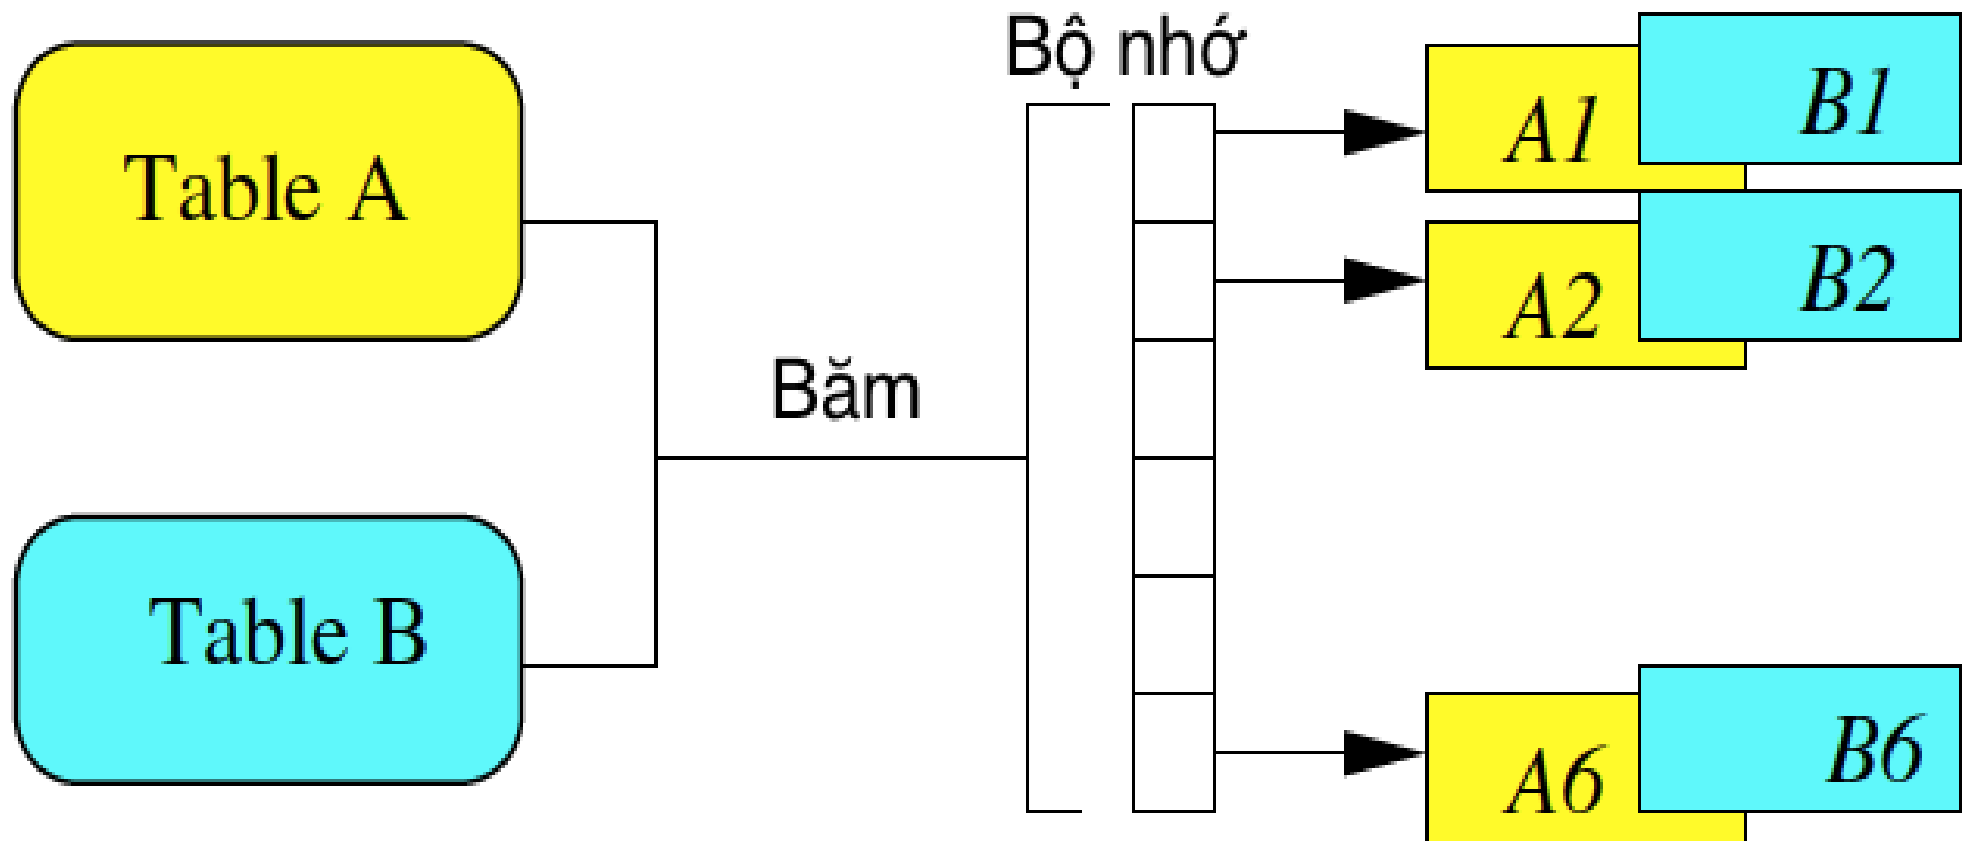 Bộ nhớ
Table A
A1
B1
A2
B2
Băm
Table B
A6
B6